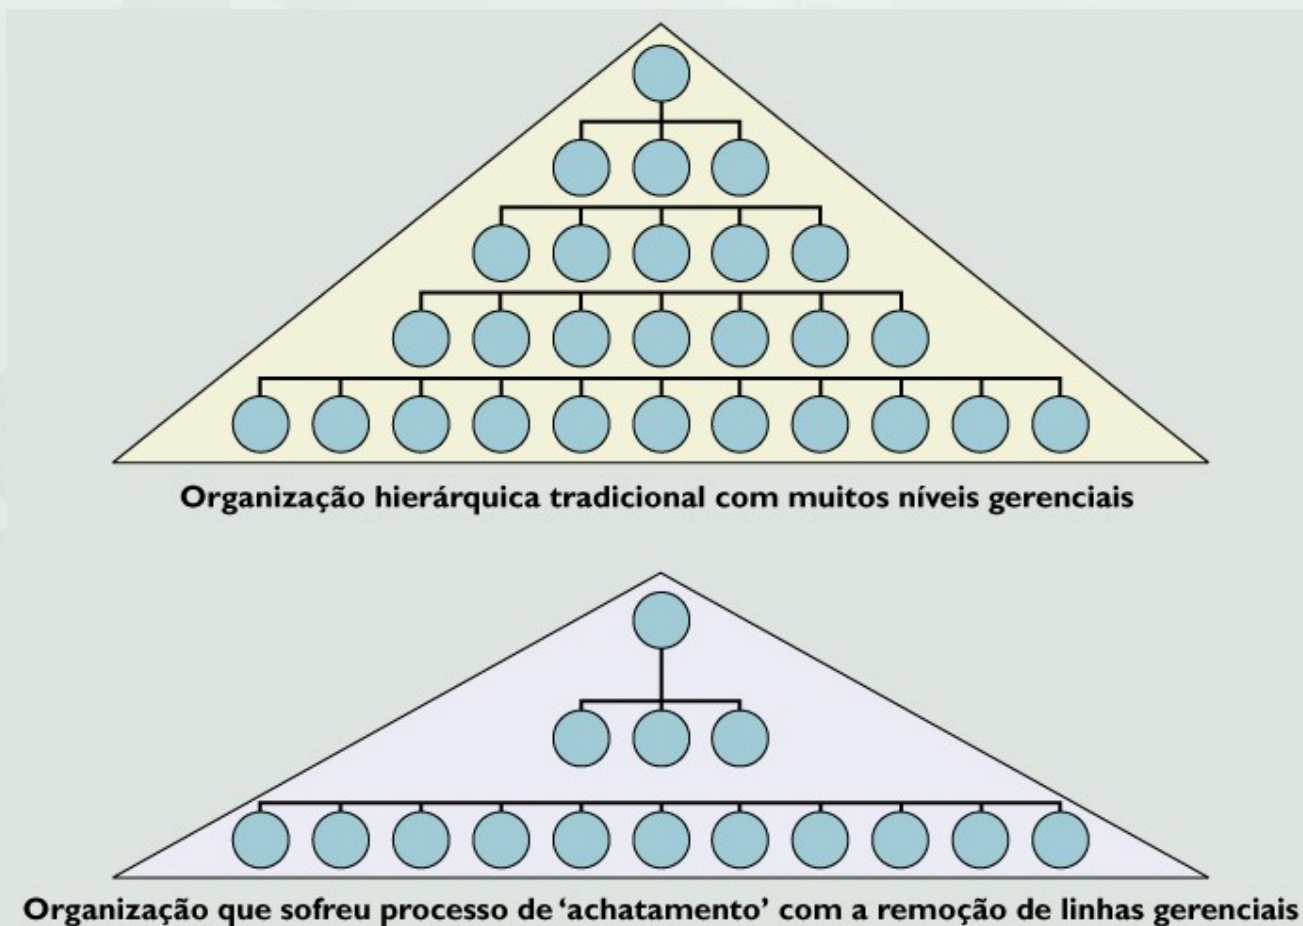 Organização hierárquica tradicional com muitos níveis gerenciais
Organização que sofreu processo de ‘achatamento’ com a remoção de linhas gerenciais